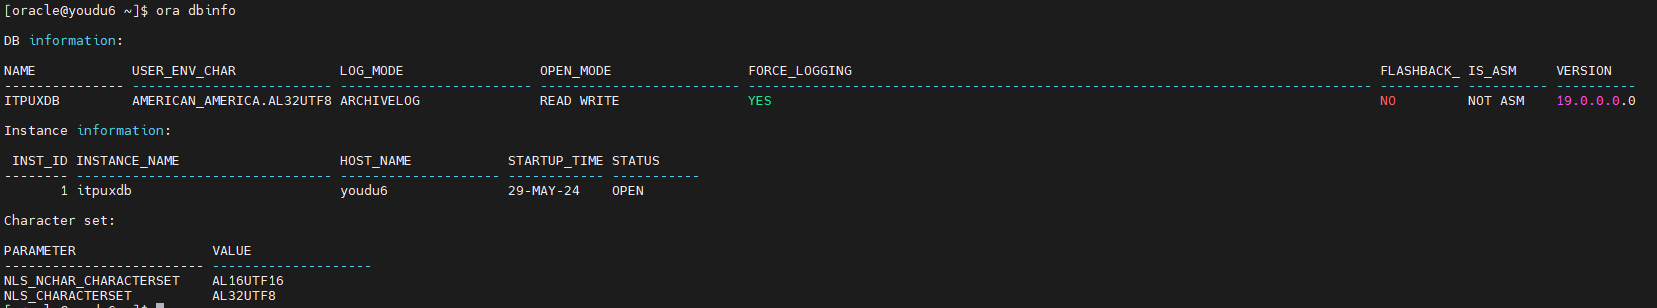 [oracle@youdu6 ~]$ ora dbinfo
DB information:
NAME USER_ENV_CHAR LOG_MODE OPEN_MODE FORCE_LOGGING FLASHBACK_ IS_ASM VERSION
--------------- ------------------------- ------------------------ ------------------------- ------------------------------------------------------------------------------ ---------- ---------- ----------
ITPUXDB AMERICAN_AMERICA.AL32UTF8 ARCHIVELOG READ WRITE YES NO NOT ASM 19.0.0.0.0
Instance information:
INST_ID INSTANCE_NAME HOST_NAME STARTUP_TIME STATUS
-------- -------------------------------- -------------------- ------------ -----------
1 itpuxdb youdu6 29-MAY-24 OPEN
Character set:
PARAMETER VALUE
------------------------- --------------------
NLS_NCHAR_CHARACTERSET AL16UTF16
NLS_CHARACTERSET AL32UTF8
[oracle@youdu6 ~]$